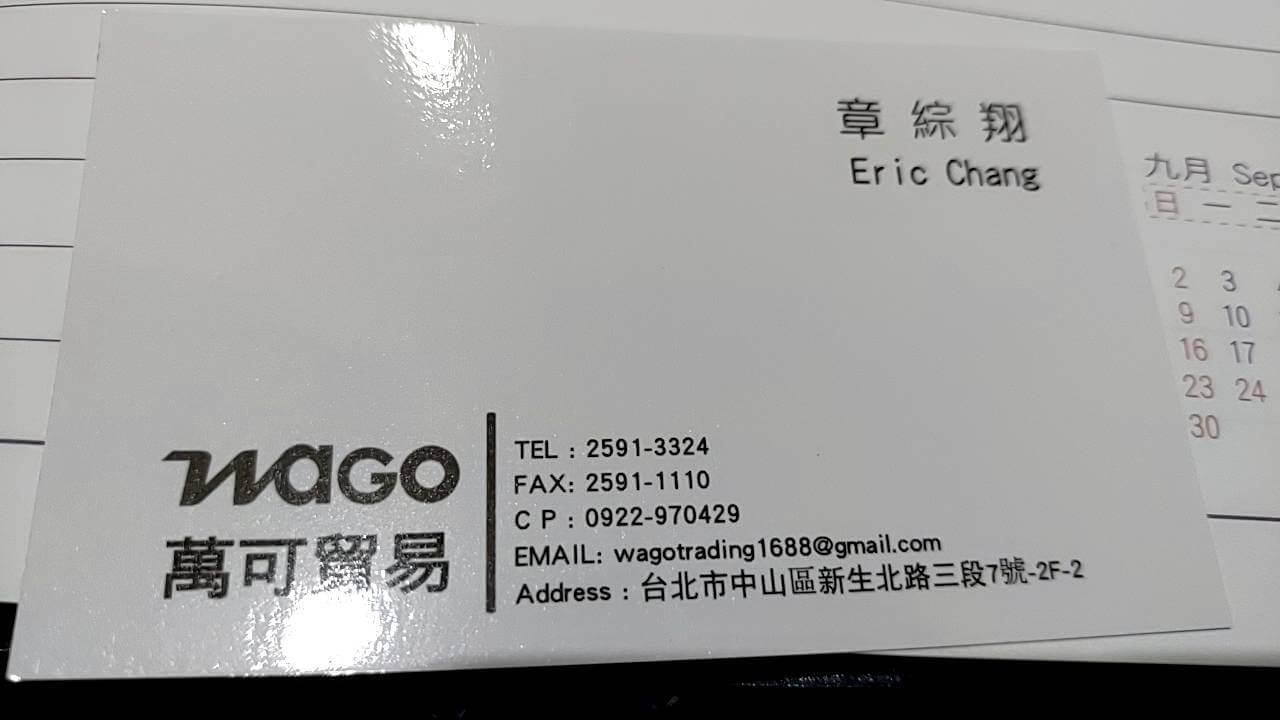 章綜翔
Eric Chang
WAGO
萬可貿易
TEL : 2591-3324
FAX: 2591-1110
C P : 0922-970429
EMAIL: wagotrading1688@gmail.com
Address : 台北市中山區新生北路三段7號-2F-2
九月 Sep
日 一 二
2 3
9 10
16 17
23 24
30